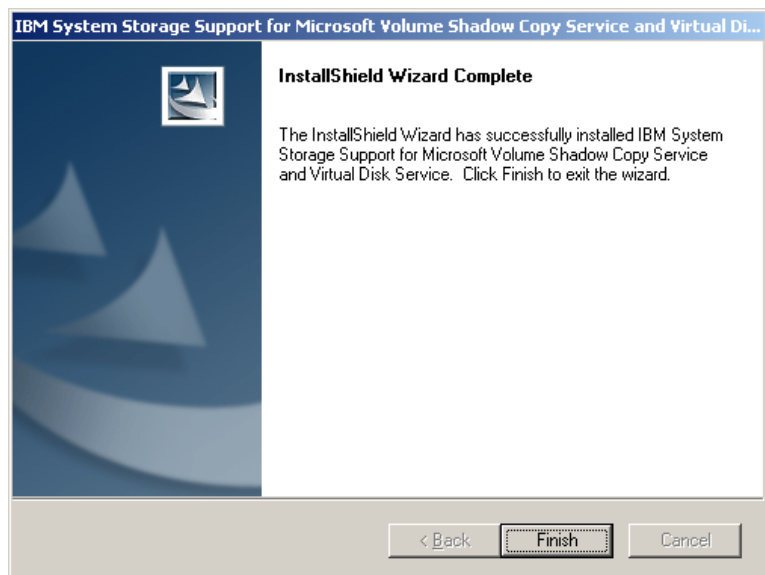 IBM System Storage Support for Microsoft Volume Shadow Copy Service and Virtual Di...
InstallShield Wizard Complete
The InstallShield Wizard has successfully installed IBM System
Storage Support for Microsoft Volume Shadow Copy Service
and Virtual Disk Service. Click Finish to exit the wizard.
< Back
Finish
Cancel